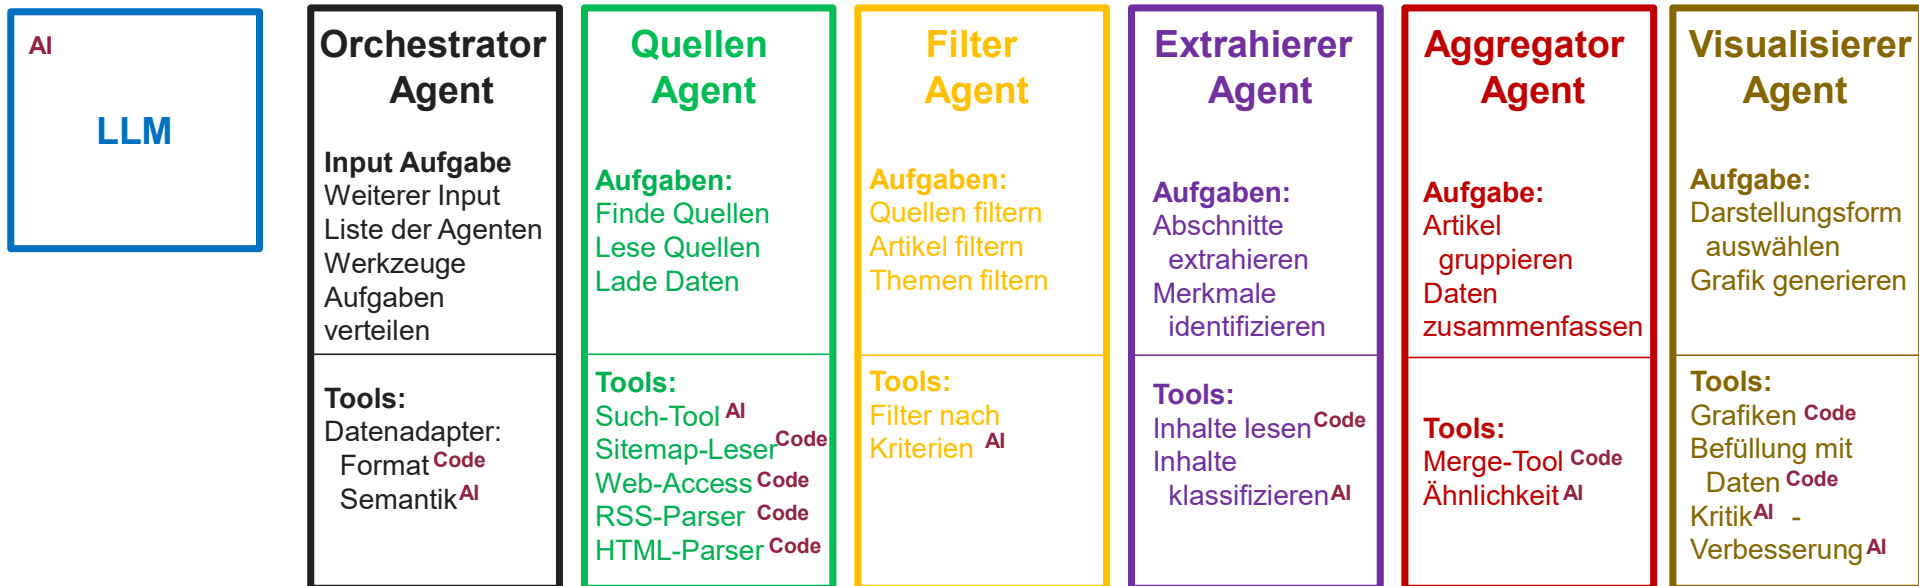 AI
LLM
Orchestrator
Agent
Input Aufgabe
Weiterer Input
Liste der Agenten
Werkzeuge
Aufgaben
verteilen
Tools:
Datenadapter:
Format Code
Semantik AI
Quellen
Agent
Aufgaben:
Finde Quellen
Lese Quellen
Lade Daten
Tools:
Such-Tool AI
Sitemap-Leser Code
Web-Access Code
RSS-Parser Code
HTML-Parser Code
Filter
Agent
Aufgaben:
Quellen filtern
Artikel filtern
Themen filtern
Tools:
Filter nach
Kriterien AI
Extrahierer
Agent
Aufgaben:
Abschnitte
extrahieren
Merkmale
identifizieren
Tools:
Inhalte lesen Code
Inhalte
klassifizieren AI
Aggregator
Agent
Aufgabe:
Artikel
gruppieren
Daten
zusammenfassen
Tools:
Merge-Tool Code
Ähnlichkeit AI
Visualisierer
Agent
Aufgabe:
Darstellungsform
auswählen
Grafik generieren
Tools:
Grafiken Code
Befüllung mit
Daten Code
Kritik AI -
Verbesserung AI